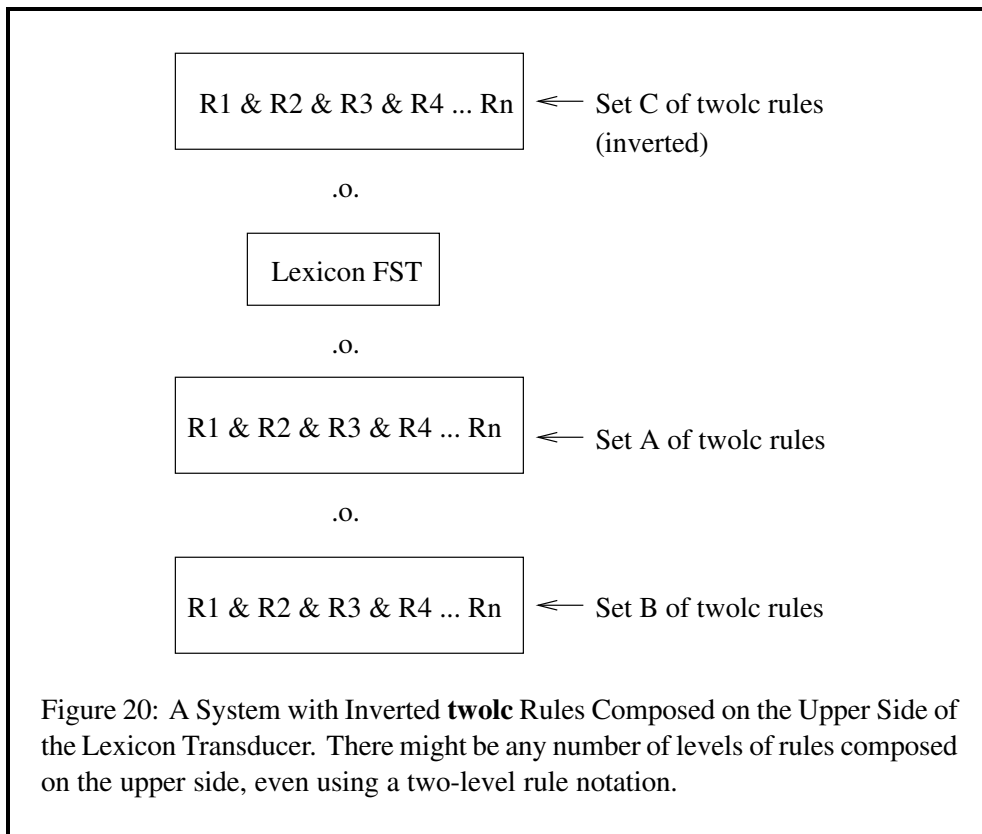 R1 & R2 & R3 & R4 ... Rn
Set C of twolc rules
(inverted)
.o.
Lexicon FST
.o.
R1 & R2 & R3 & R4 ... Rn
Set A of twolc rules
.o.
R1 & R2 & R3 & R4 ... Rn
Set B of twolc rules
Figure 20: A System with Inverted twolc Rules Composed on the Upper Side of
the Lexicon Transducer. There might be any number of levels of rules composed
on the upper side, even using a two-level rule notation.